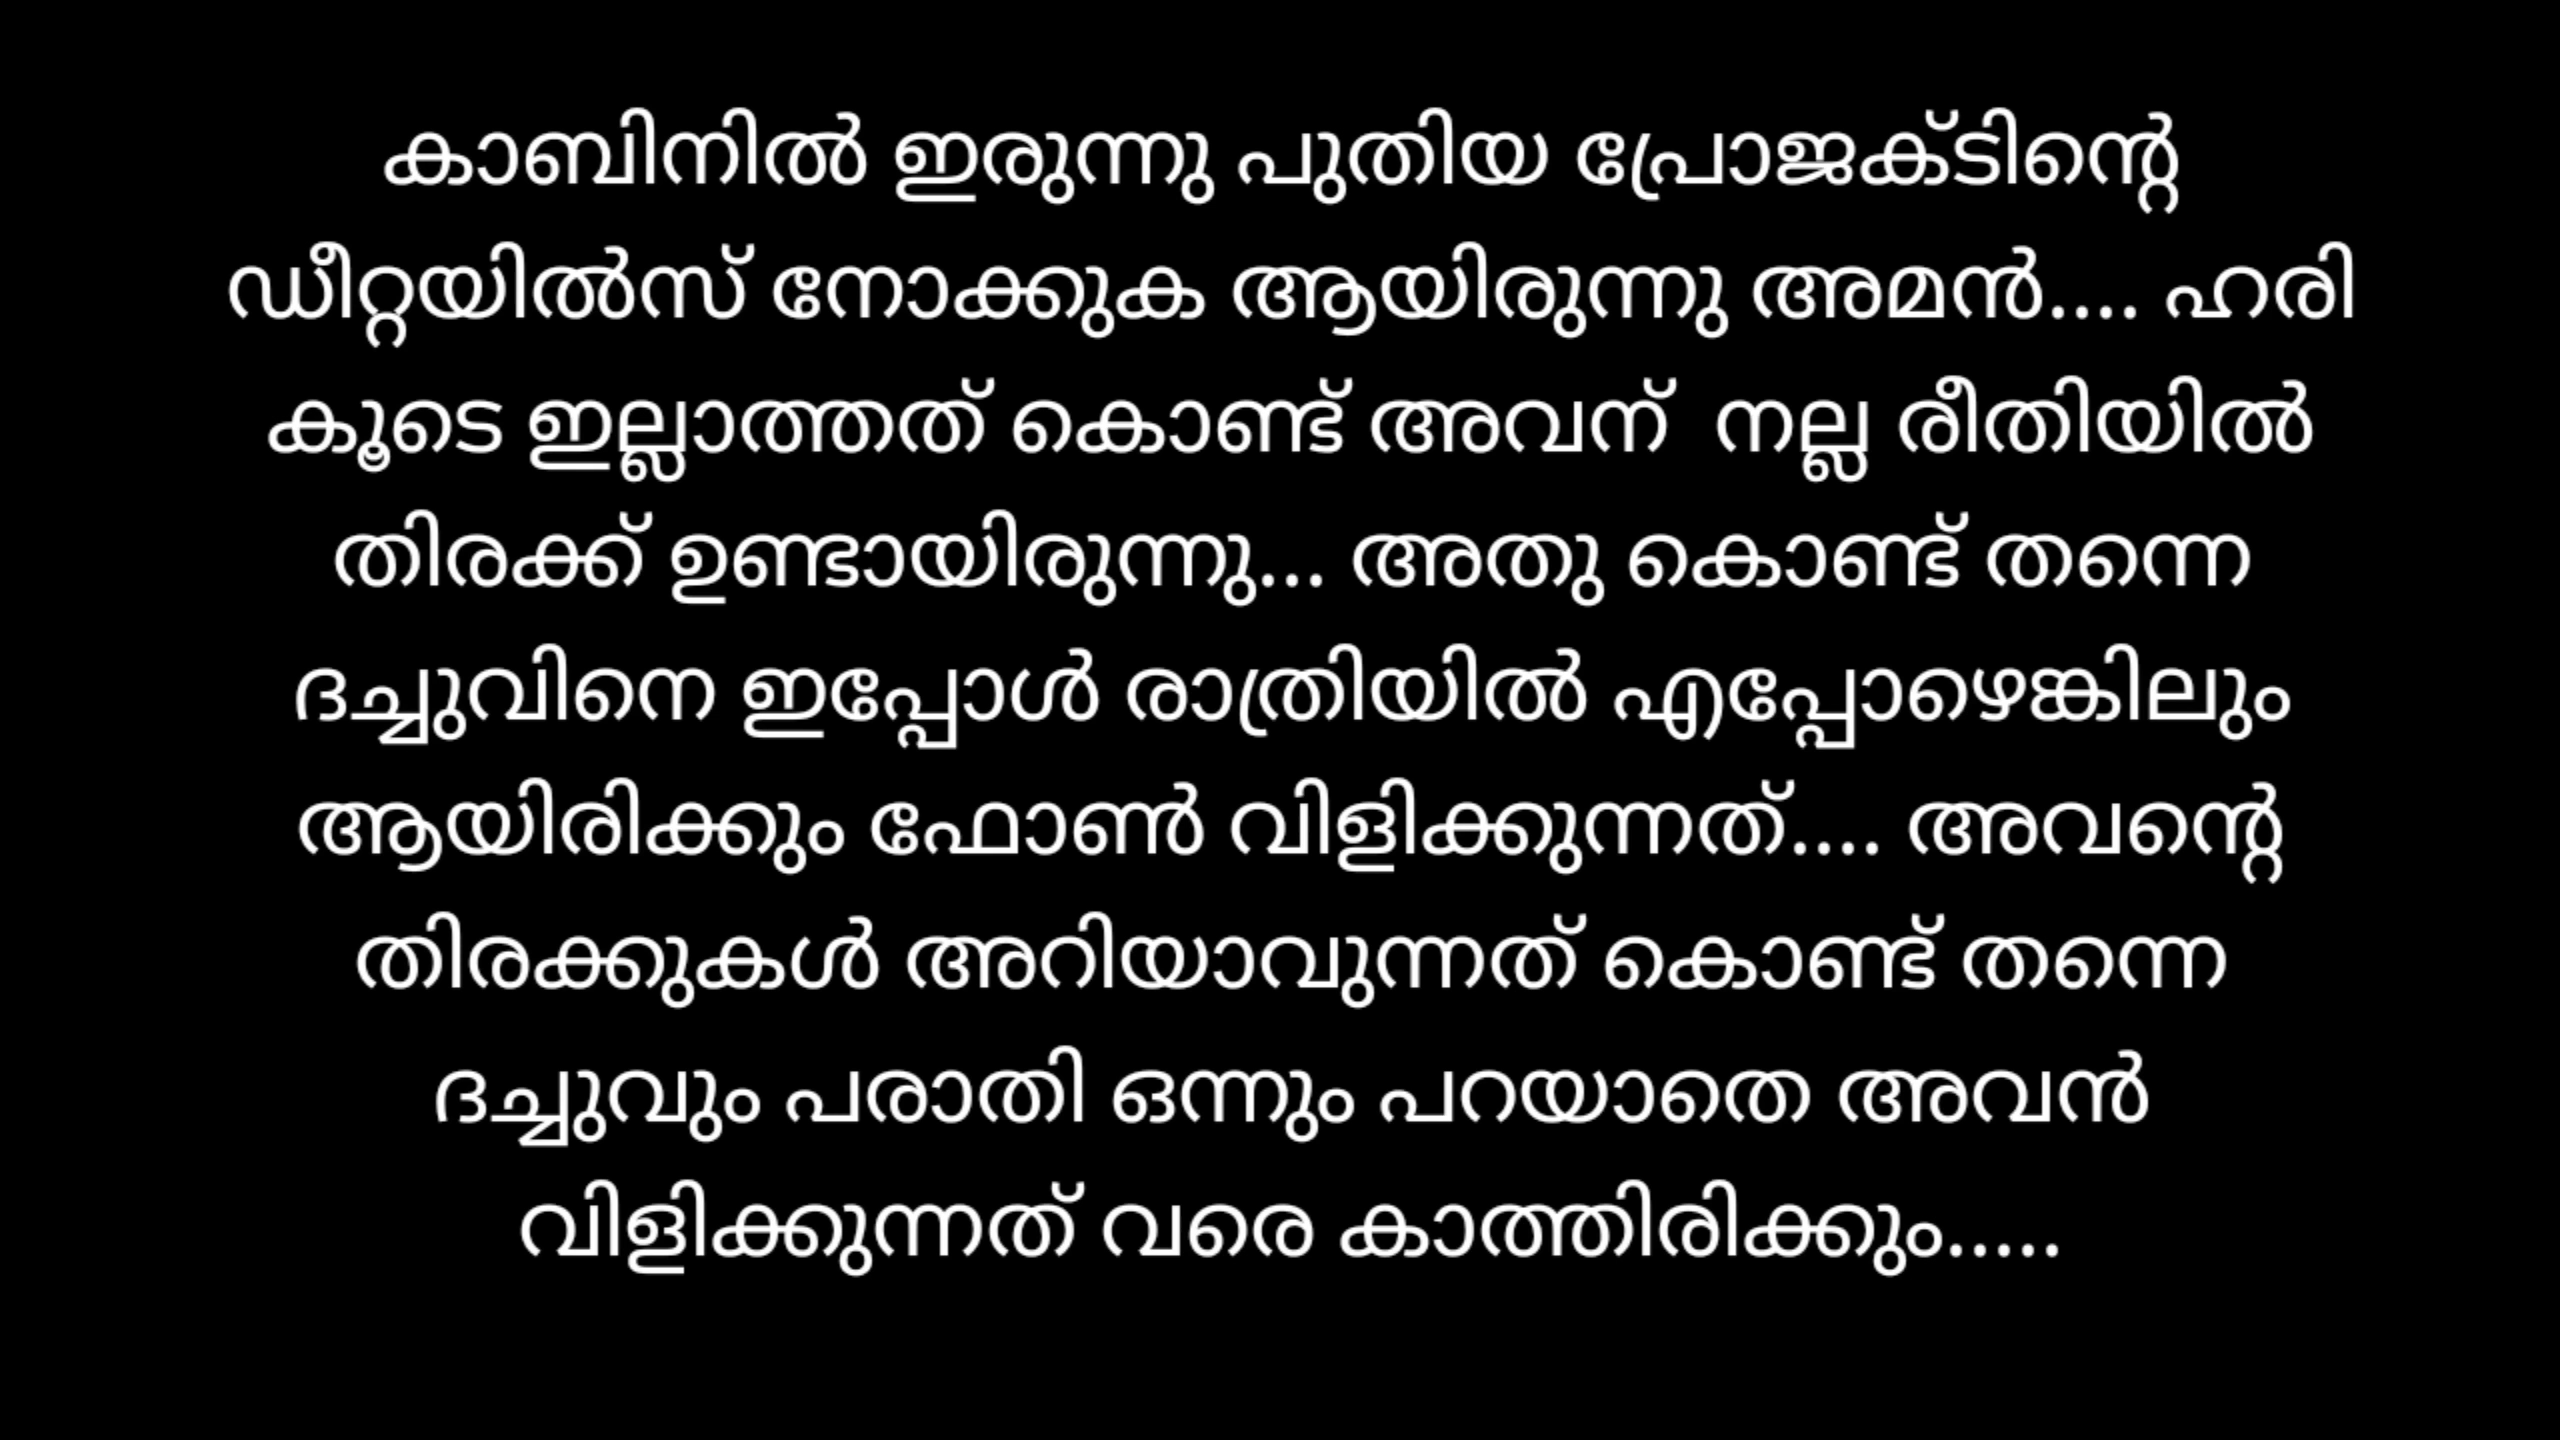 കാബിനിൽ ഇരുന്നു പുതിയ പ്രോജക്ടിന്റെ
ഡീറ്റയിൽസ് നോക്കുക ആയിരുന്നു അമൻ.... ഹരി
കൂടെ ഇല്ലാത്തത് കൊണ്ട് അവന്  നല്ല രീതിയിൽ
തിരക്ക് ഉണ്ടായിരുന്നു... അതു കൊണ്ട് തന്നെ
ദച്ചുവിനെ ഇപ്പോൾ രാത്രിയിൽ എപ്പോഴെങ്കിലും
ആയിരിക്കും ഫോൺ വിളിക്കുന്നത്.... അവന്റെ
തിരക്കുകൾ അറിയാവുന്നത് കൊണ്ട് തന്നെ
ദച്ചുവും പരാതി ഒന്നും പറയാതെ അവൻ
വിളിക്കുന്നത് വരെ കാത്തിരിക്കും.....